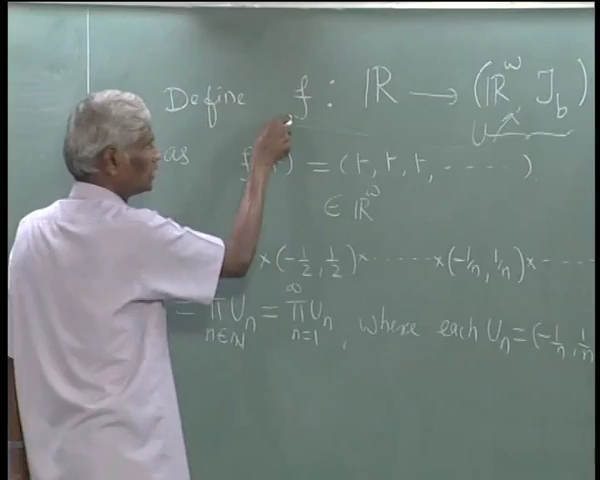 Define f : ℝ → (ℝ^ω, J_b)
U
as f(t) = (t, t, t, ......)
∈ ℝ^ω
×(-1/2, 1/2)×......×(-1/n, 1/n)×....
= ∏_{n∈ℕ} U_n = ∏_{n=1}^∞ U_n , where each U_n = (-1/n, 1/n